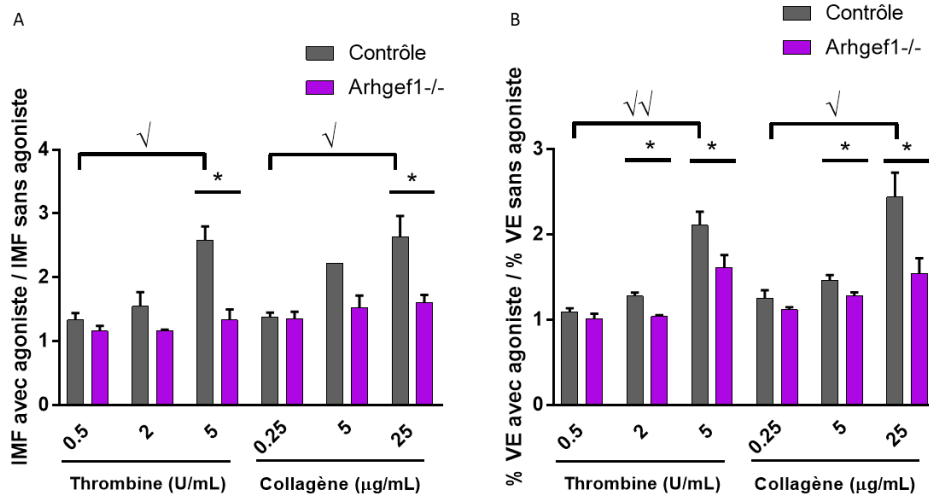 A
Contrôle
Arhgef1-/-
IMF avec agoniste / IMF sans agoniste
4
3
2
1
0
√
√
*
*
0.5
2
5
0.25
5
25
Thrombine (U/mL)
Collagène (µg/mL)
B
Contrôle
Arhgef1-/-
% VE avec agoniste / % VE sans agoniste
3
2
1
0
√√
√
*
*
*
*
0.5
2
5
0.25
5
25
Thrombine (U/mL)
Collagène (µg/mL)